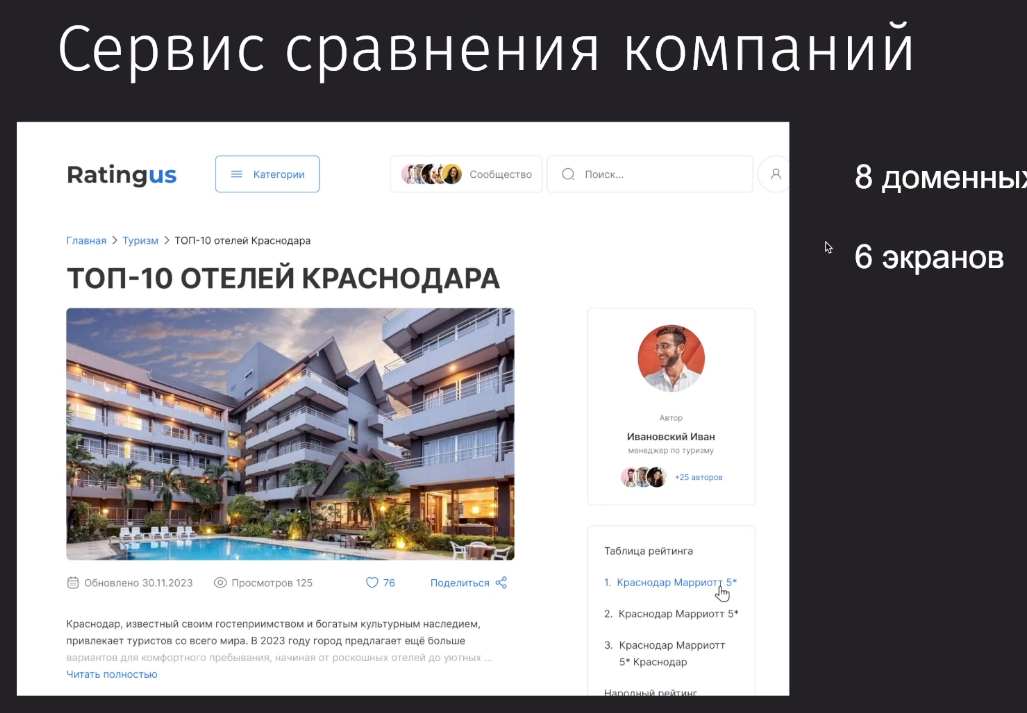 Сервис сравнения компаний
Ratingus
Категории
Сообщество
Поиск...
8 доменных
6 экранов
Главная > Туризм > ТОП-10 отелей Краснодара
ТОП-10 ОТЕЛЕЙ КРАСНОДАРА
Автор
Ивановский Иван
менеджер по туризму
+25 авторов
Обновлено 30.11.2023
Просмотров 125
76
Поделиться
Краснодар, известный своим гостеприимством и богатым культурным наследием,
привлекает туристов со всего мира. В 2023 году город предлагает ещё больше
вариантов для комфортного пребывания, начиная от роскошных отелей до уютных ...
Читать полностью
Таблица рейтинга
1. Краснодар Марриотт 5*
2. Краснодар Марриотт 5*
3. Краснодар Марриотт
5* Краснодар
Народный рейтинг